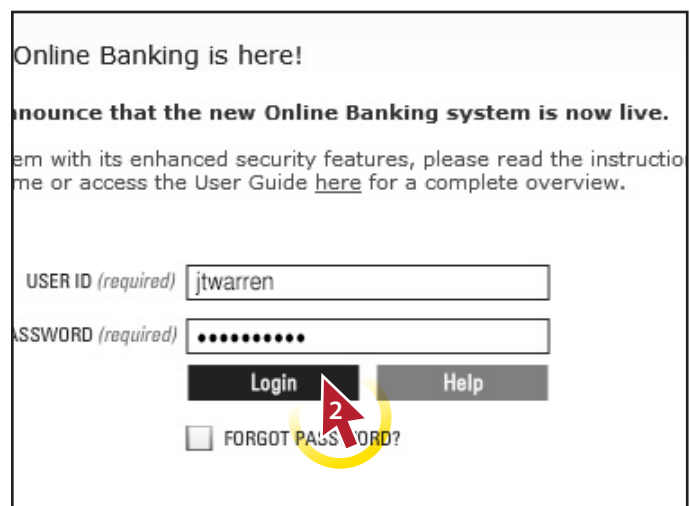 Online Banking is here!
nnounce that the new Online Banking system is now live.
em with its enhanced security features, please read the instructio
me or access the User Guide here for a complete overview.
USER ID (required) jtwarren
ASSWORD (required) ••••••••••
Login Help
2
FORGOT PASSWORD?